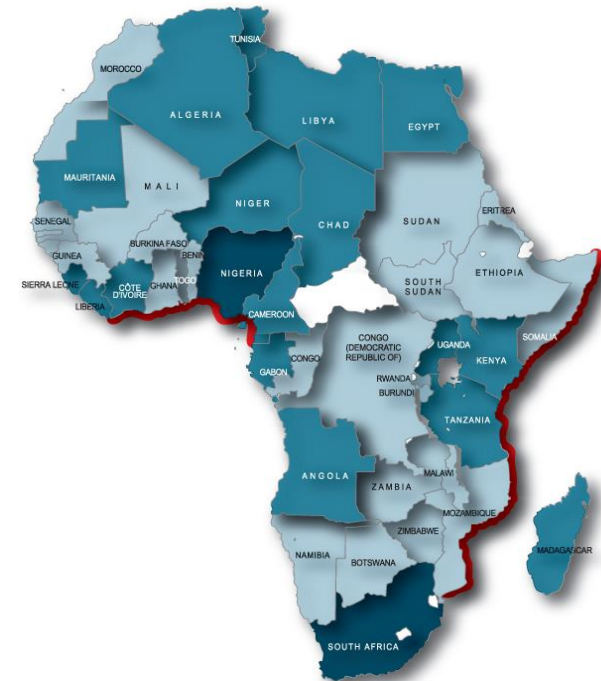 TUNISIA
MOROCCO
ALGERIA
LIBYA
EGYPT
MAURITANIA
MALI
NIGER
CHAD
SUDAN
ERITREA
SENEGAL
BURKINA FASO
GUINEA
BENIN
NIGERIA
TOGO
SIERRA LEONE
CÔTE
D'IVOIRE
GHANA
LIBERIA
ETHIOPIA
SOUTH
SUDAN
CAMEROON
SOMALIA
CONGO
(DEMOCRATIC
REPUBLIC OF)
UGANDA
KENYA
CONGO
GABON
RWANDA
BURUNDI
TANZANIA
ANGOLA
MALAWI
ZAMBIA
MOZAMBIQUE
ZIMBABWE
MADAGASCAR
NAMIBIA
BOTSWANA
SOUTH AFRICA